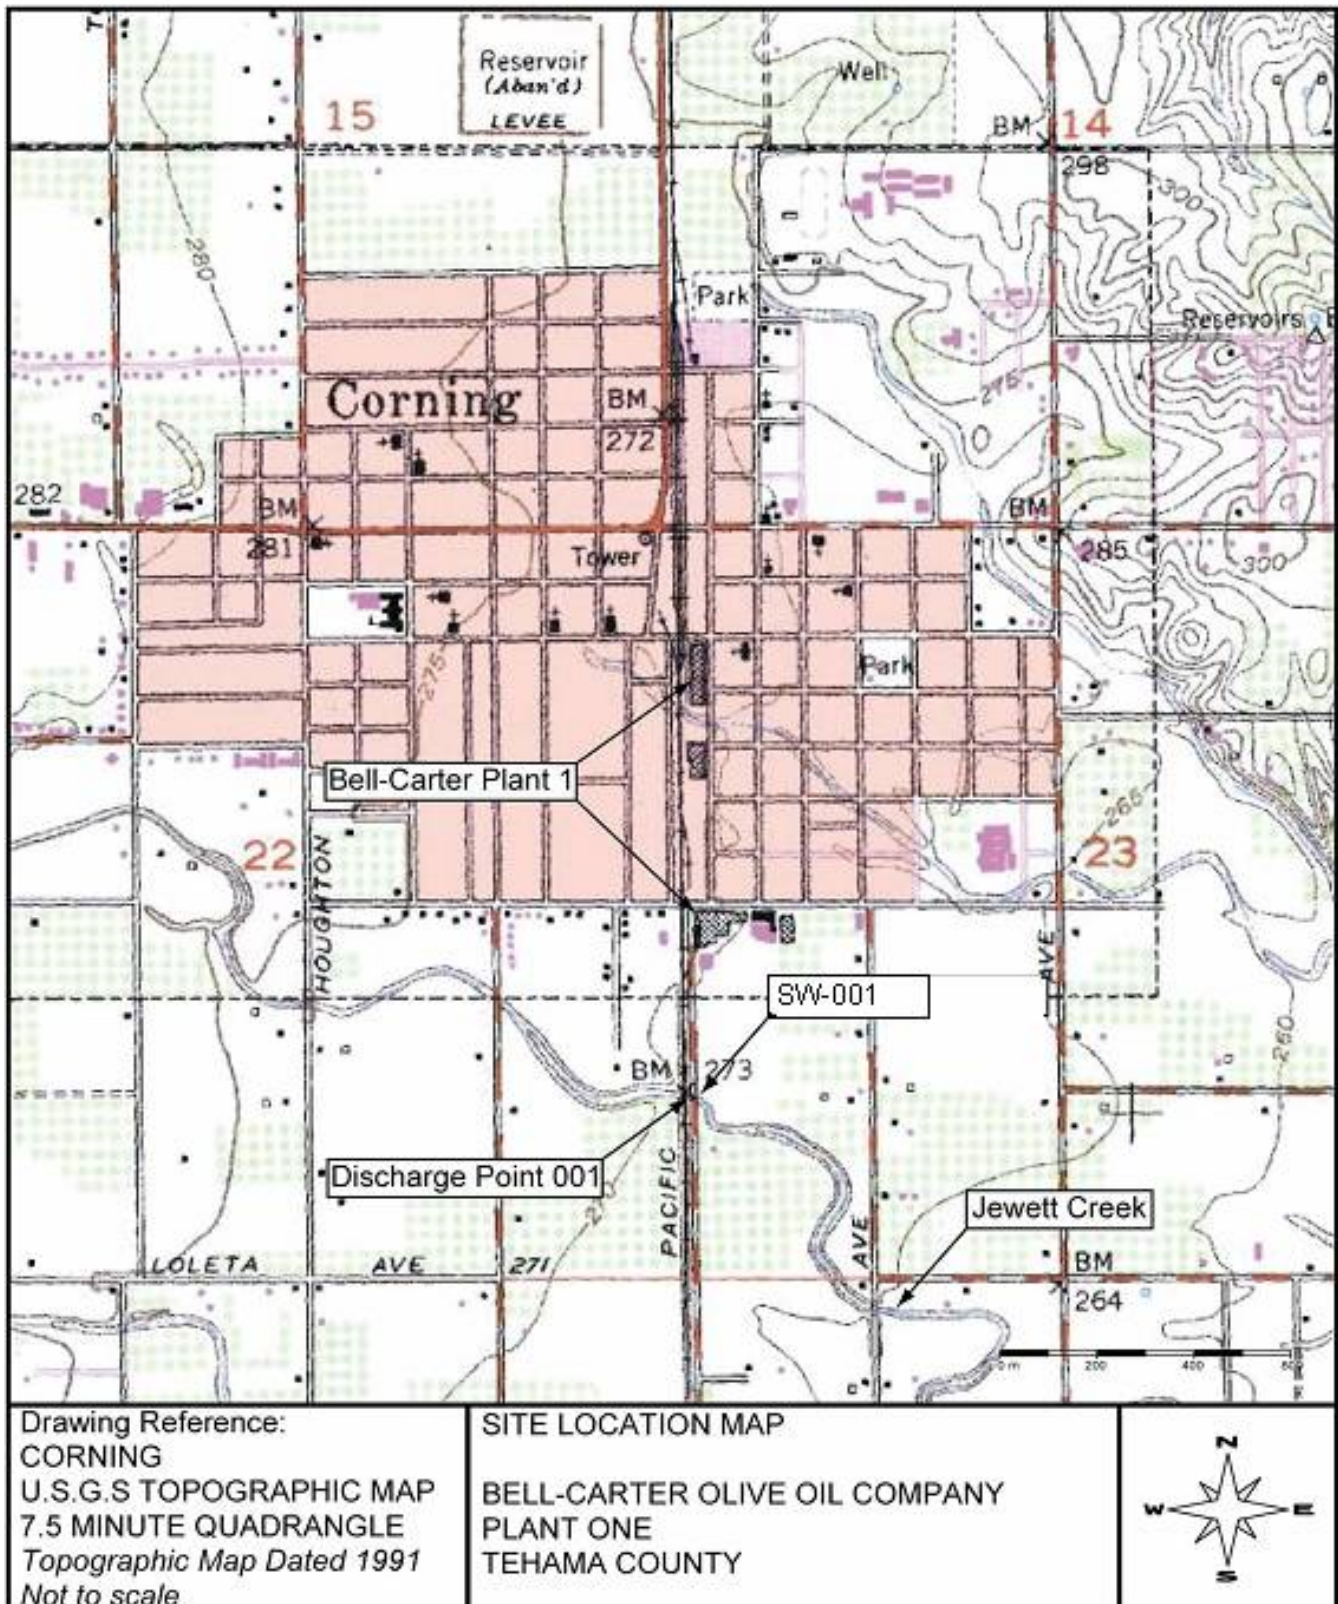 Reservoir
(Aban'd)
LEVEE
15
Well
BM
14
298
300
280
Park
Reservoirs
Corning
BM
272
275
282
BM
281
Tower
BM
285
300
275
Park
Bell-Carter Plant 1
265
22
HOUGHTON
23
AVE
SW-001
260
BM
273
Discharge Point 001
PACIFIC
270
Jewett Creek
AVE
LOLETA
AVE
271
BM
264
0 m
200
400
Drawing Reference:
CORNING
U.S.G.S TOPOGRAPHIC MAP
7.5 MINUTE QUADRANGLE
Topographic Map Dated 1991
Not to scale
SITE LOCATION MAP
BELL-CARTER OLIVE OIL COMPANY
PLANT ONE
TEHAMA COUNTY
N
W
E
S